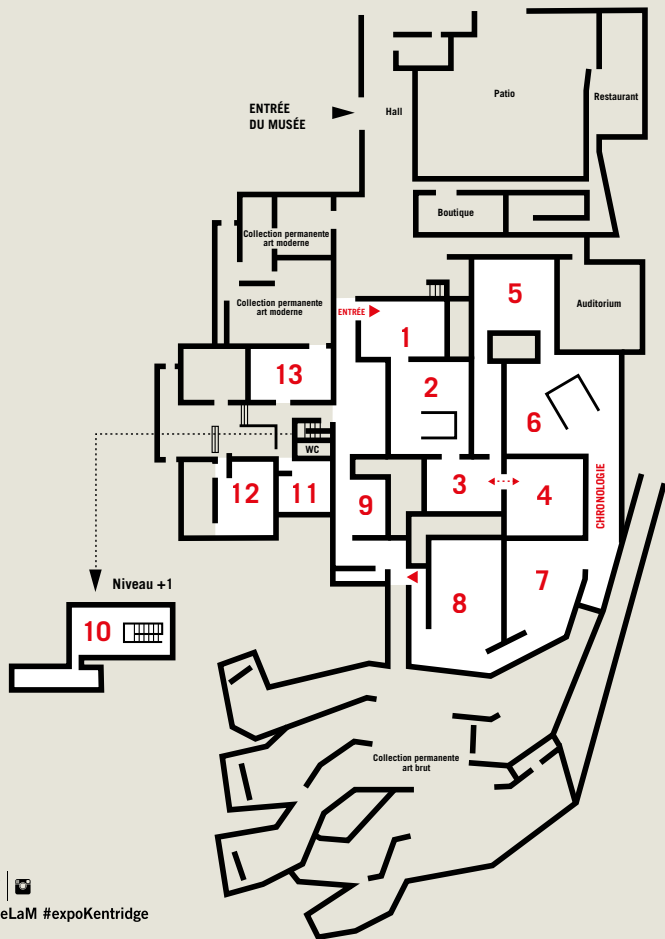 ENTRÉE
DU MUSÉE
Hall
Patio
Restaurant
Boutique
Collection permanente
art moderne
Collection permanente
art moderne
ENTRÉE
1
5
Auditorium
13
2
6
WC
12
11
9
3
4
CHRONOLOGIE
Niveau +1
10
8
7
Collection permanente
art brut
eLaM #expoKentridge